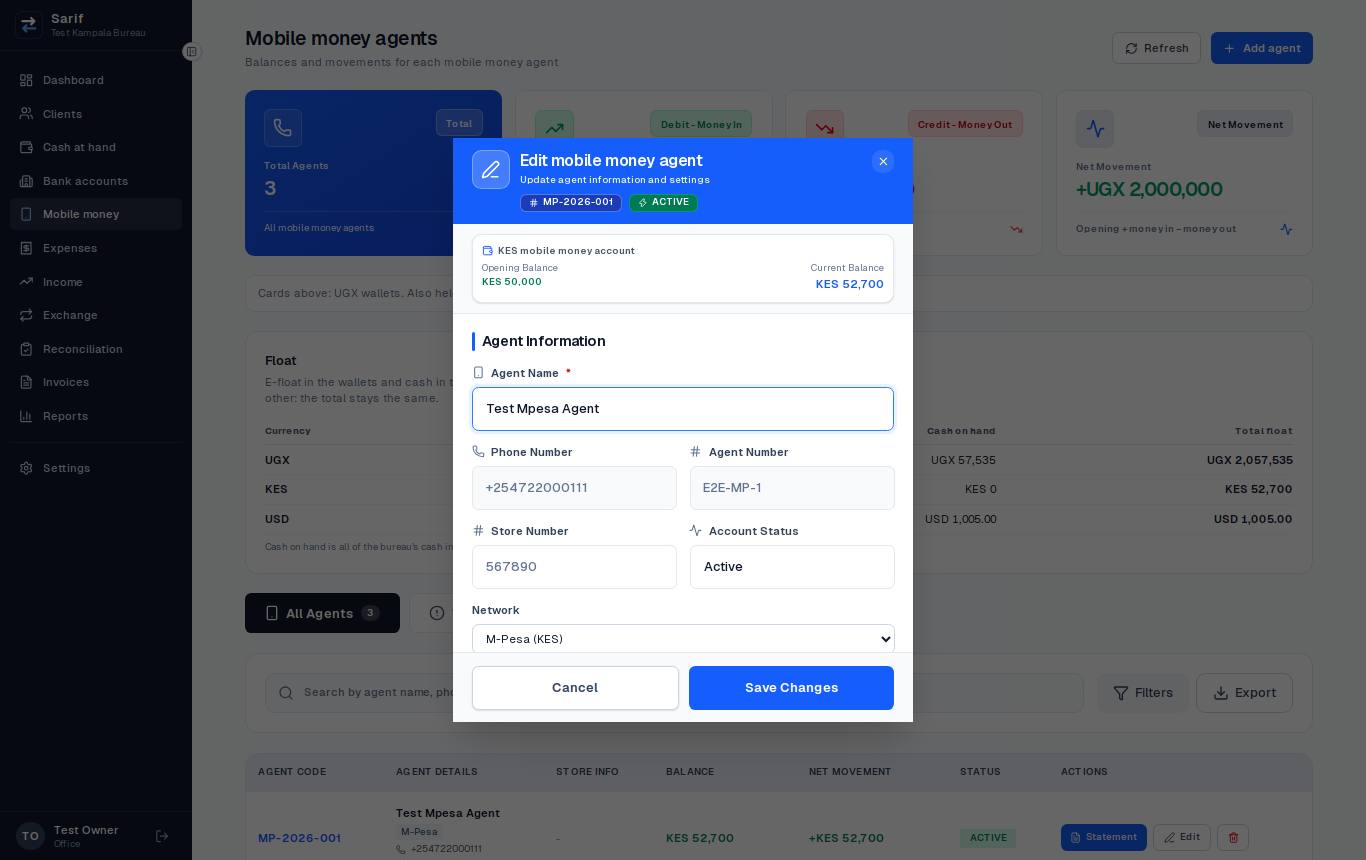 Sarif
Test Kampala Bureau
Dashboard
Clients
Cash at hand
Bank accounts
Mobile money
Expenses
Income
Exchange
Reconciliation
Invoices
Reports
Settings
TO
Test Owner
Office
Mobile money agents
Balances and movements for each mobile money agent
Refresh
Add agent
Total
Total Agents
3
All mobile money agents
Debit - Money In
Credit - Money Out
Net Movement
Net Movement
+UGX 2,000,000
Opening + money in − money out
Cards above: UGX wallets. Also hel
Float
E-float in the wallets and cash in t
other: the total stays the same.
Currency
Cash on hand
Total float
UGX
UGX 57,535
UGX 2,057,535
KES
KES 0
KES 52,700
USD
USD 1,005.00
USD 1,005.00
Cash on hand is all of the bureau's cash in
All Agents
3
Search by agent name, pho
Filters
Export
AGENT CODE
AGENT DETAILS
STORE INFO
BALANCE
NET MOVEMENT
STATUS
ACTIONS
MP-2026-001
Test Mpesa Agent
M-Pesa
+254722000111
-
KES 52,700
+KES 52,700
ACTIVE
Statement
Edit
Edit mobile money agent
Update agent information and settings
MP-2026-001
ACTIVE
KES mobile money account
Opening Balance
Current Balance
KES 50,000
KES 52,700
Agent Information
Agent Name *
Test Mpesa Agent
Phone Number
Agent Number
+254722000111
E2E-MP-1
Store Number
Account Status
567890
Active
Network
M-Pesa (KES)
Cancel
Save Changes